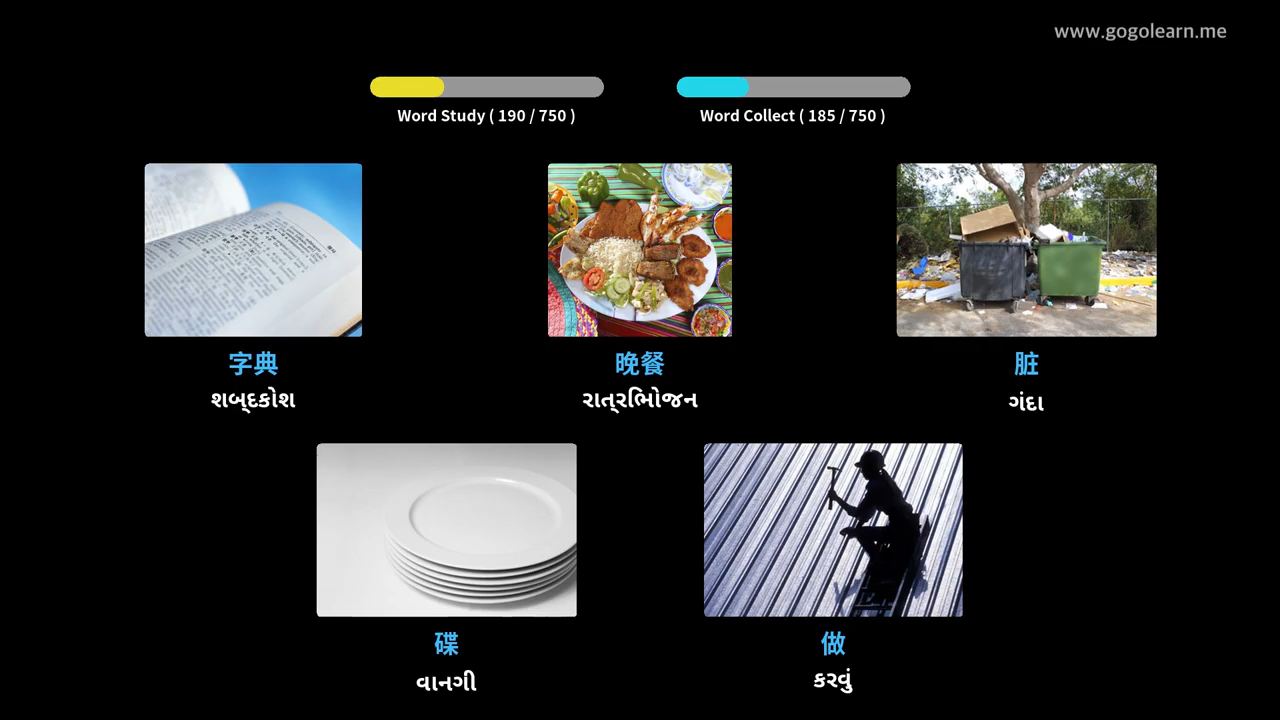 www.gogolearn.me
Word Study ( 190 / 750 )
Word Collect ( 185 / 750 )
字典
શબ્દકોશ
晚餐
રાત્રિભોજન
脏
ગંદા
碟
વાનગી
做
કરવું